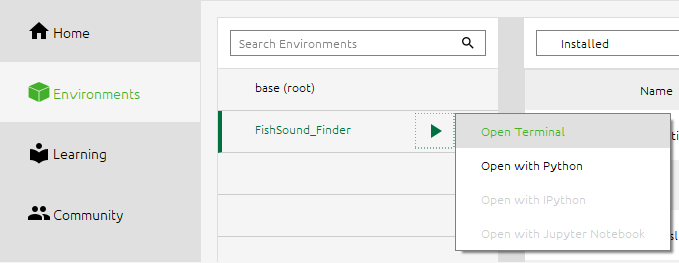 Home
Environments
Learning
Community
Search Environments
base (root)
FishSound_Finder
Installed
Name
Open Terminal
Open with Python
Open with IPython
Open with Jupyter Notebook